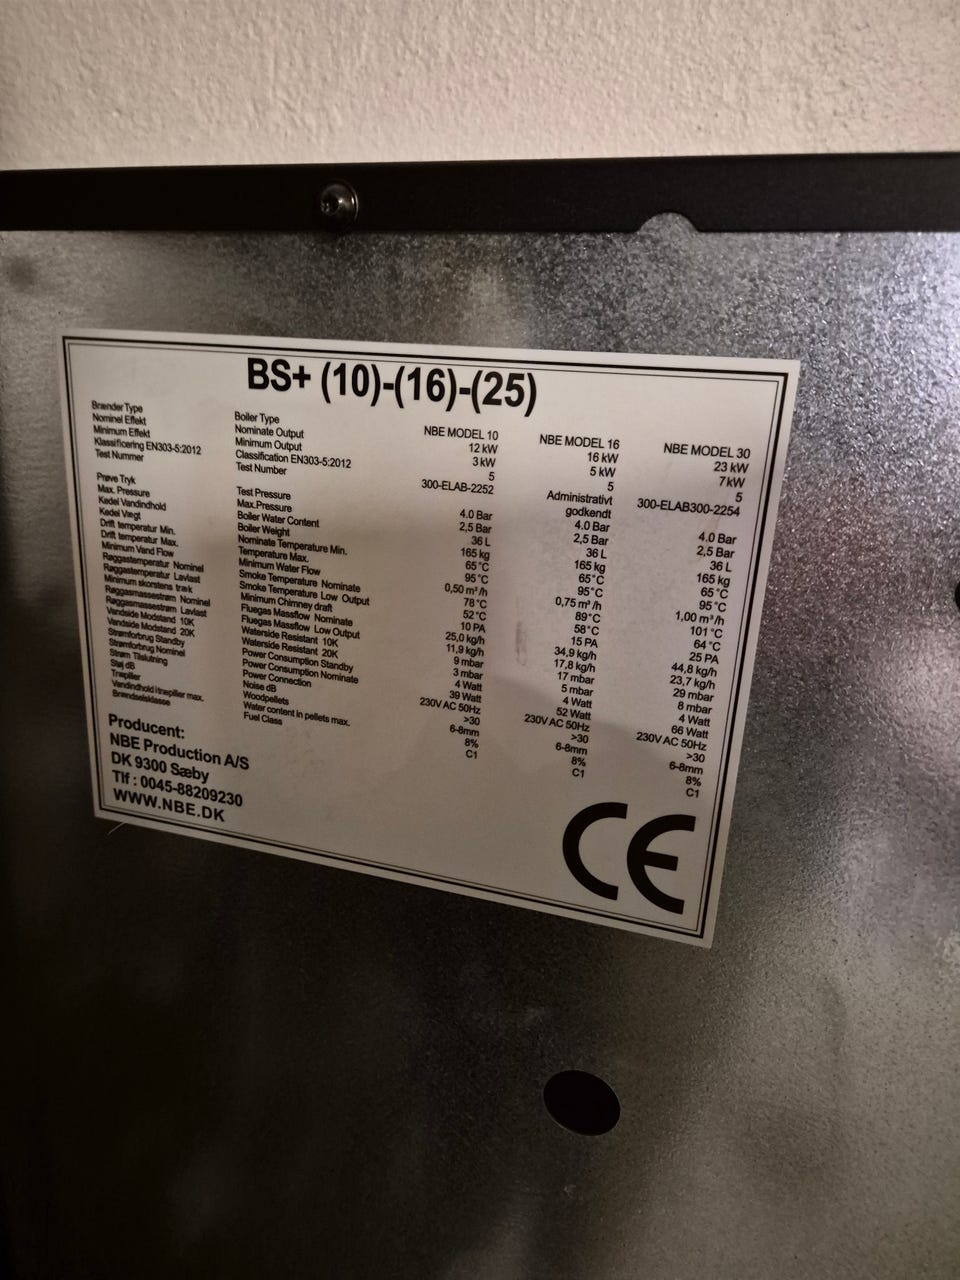 BS+ (10)-(16)-(25)
Brænder Type Boiler Type NBE MODEL 10 NBE MODEL 16 NBE MODEL 30
Nominel Effekt Nominate Output 12 kW 16 kW 23 kW
Minimum Effekt Minimum Output 3 kW 5 kW 7 kW
Klassificering EN303-5:2012 Classification EN303-5:2012 5 5 5
Test Nummer Test Number 300-ELAB-2252 Administrativt godkendt 300-ELAB300-2254
Prøve Tryk Test Pressure 4.0 Bar 4.0 Bar 4.0 Bar
Max. Pressure Max.Pressure 2,5 Bar 2,5 Bar 2,5 Bar
Kedel Vandindhold Boiler Water Content 36 L 36 L 36 L
Kedel Vægt Boiler Weight 165 kg 165 kg 165 kg
Drift temperatur Min. Nominate Temperature Min. 65°C 65°C 65°C
Drift temperatur Max. Temperature Max. 95°C 95°C 95°C
Minimum Vand Flow Minimum Water Flow 0,50 m³/h 0,75 m³/h 1,00 m³/h
Røggastemperatur Nominel Smoke Temperature Nominate 78°C 89°C 101°C
Røggastemperatur Lavlast Smoke Temperature Low Output 52°C 58°C 64°C
Minimum skorstens træk Minimum Chimney draft 10 PA 15 PA 25 PA
Røggasmassestrøm Nominel Fluegas Massflow Nominate 25,0 kg/h 34,9 kg/h 44,8 kg/h
Røggasmassestrøm Lavlast Fluegas Massflow Low Output 11,9 kg/h 17,8 kg/h 23,7 kg/h
Vandside Modstand 10K Waterside Resistant 10K 9 mbar 17 mbar 29 mbar
Vandside Modstand 20K Waterside Resistant 20K 3 mbar 5 mbar 8 mbar
Strømforbrug Standby Power Consumption Standby 4 Watt 4 Watt 4 Watt
Strømforbrug Nominel Power Consumption Nominate 39 Watt 52 Watt 66 Watt
Strøm Tilslutning Power Connection 230V AC 50Hz 230V AC 50Hz 230V AC 50Hz
Støj dB Noise dB >30 >30 >30
Træpiller Woodpellets 6-8mm 6-8mm 6-8mm
Vandindhold i træpiller max. Water content in pellets max. 8% 8% 8%
Brændselsklasse Fuel Class C1 C1 C1
Producent:
NBE Production A/S
DK 9300 Sæby
Tlf : 0045-88209230
WWW.NBE.DK
CE